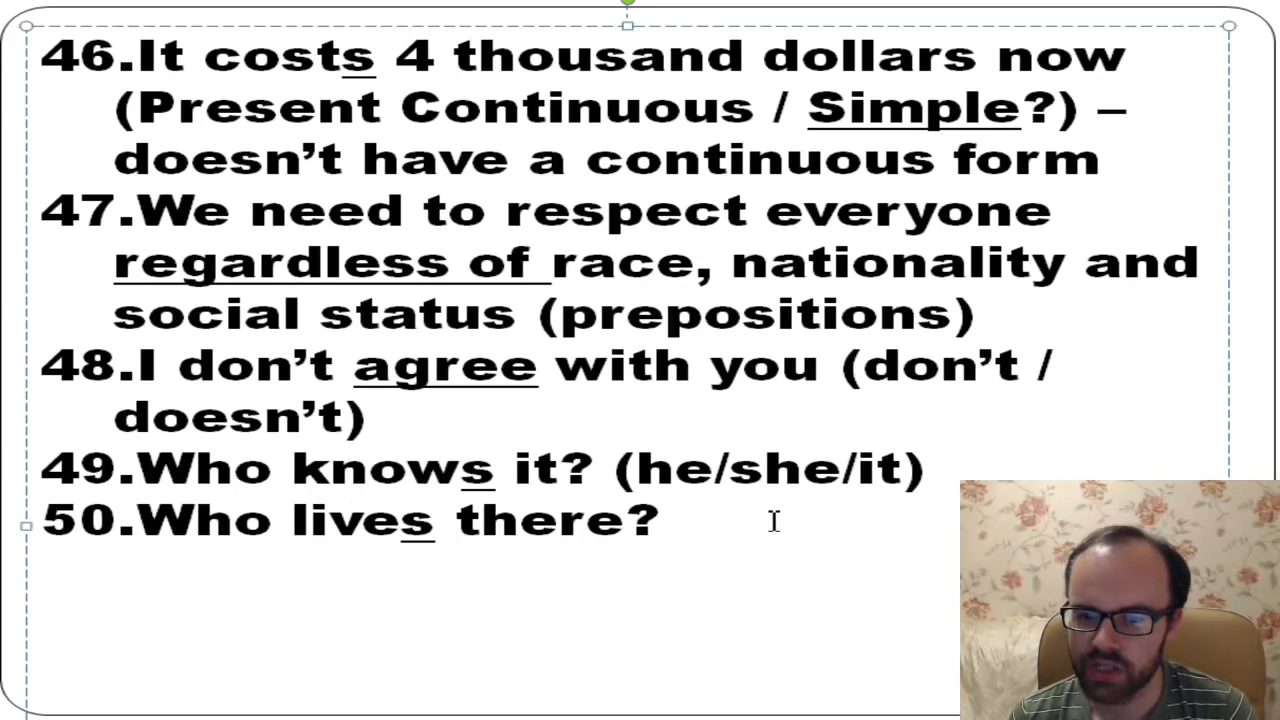 46.It costs 4 thousand dollars now
(Present Continuous / Simple?) –
doesn’t have a continuous form
47.We need to respect everyone
regardless of race, nationality and
social status (prepositions)
48.I don’t agree with you (don’t /
doesn’t)
49.Who knows it? (he/she/it)
50.Who lives there?